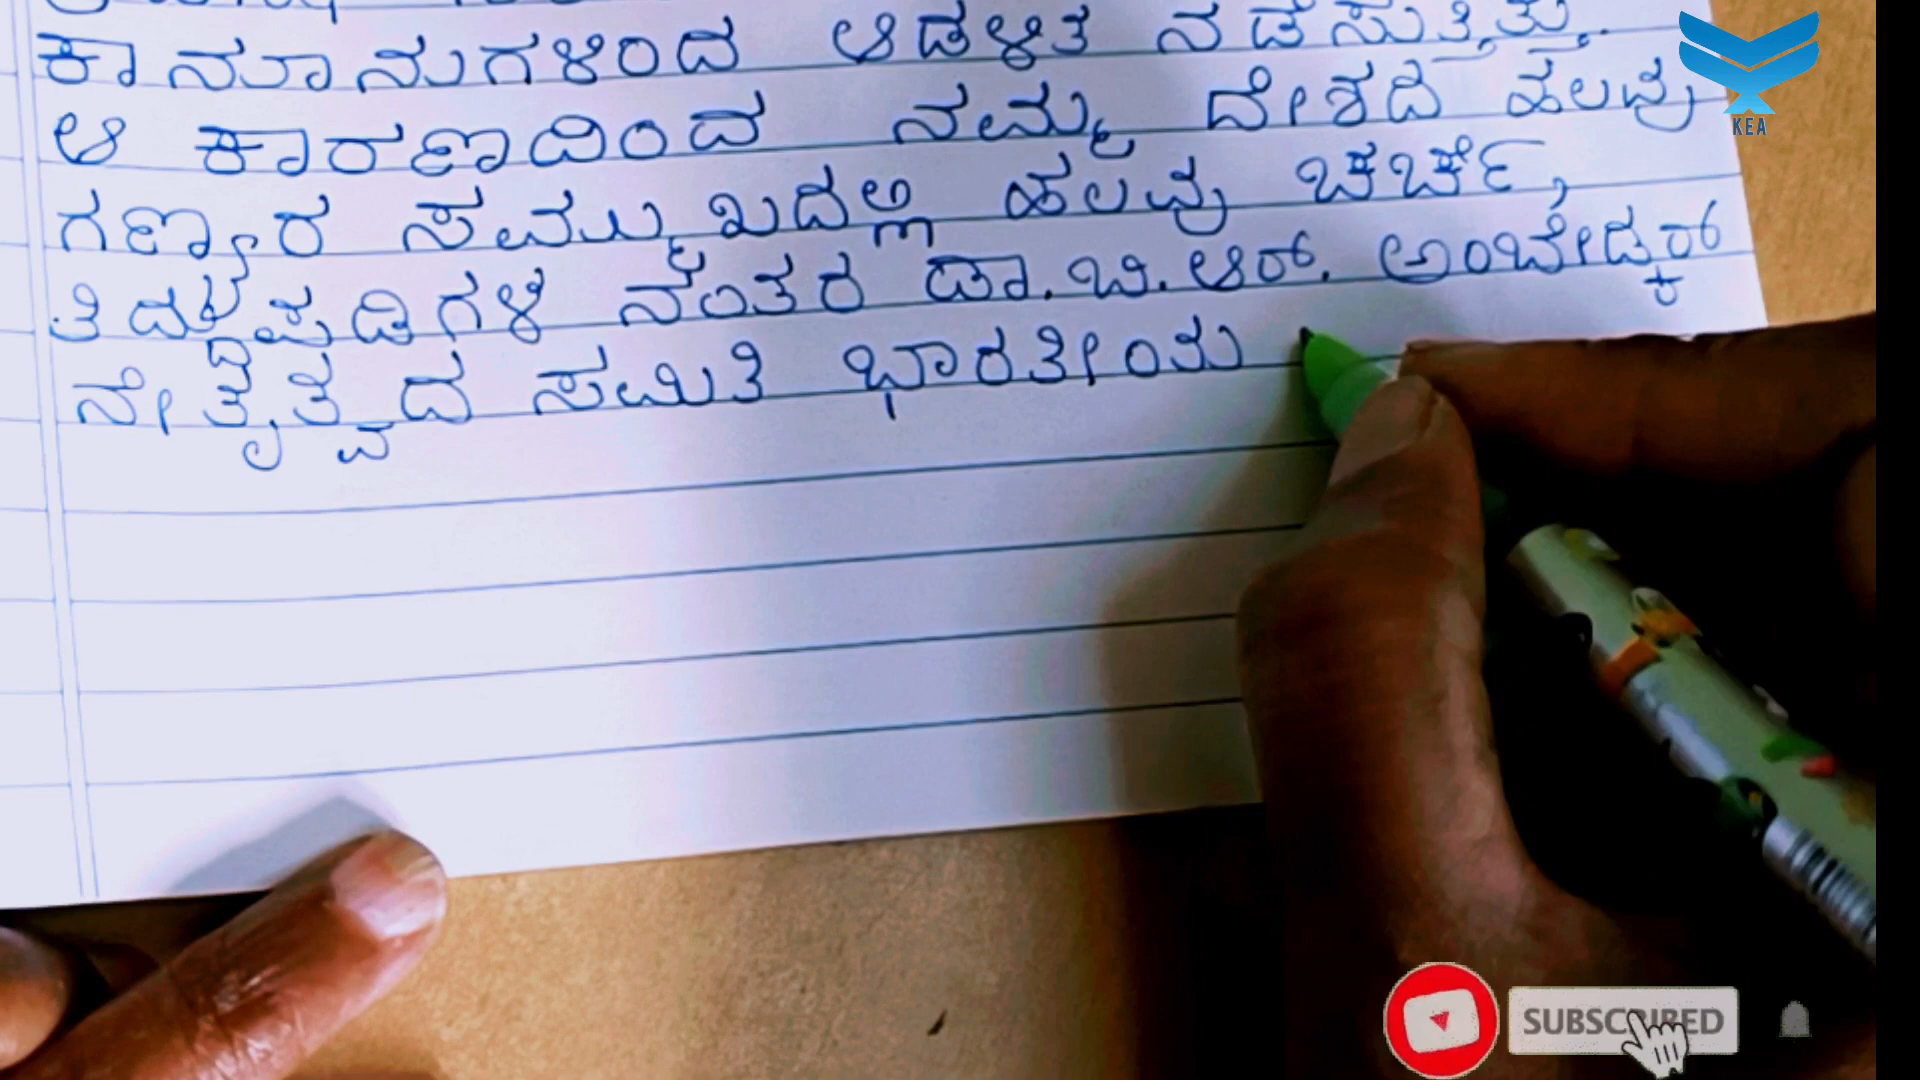 ಕಾನೂನುಗಳಿಂದ ಆಡಳಿತ ನಡೆಸುತ್ತಿತ್ತು.
ಆ ಕಾರಣದಿಂದ ನಮ್ಮ ದೇಶದ ಹಲವು
ಗಣ್ಯರ ಸಮ್ಮುಖದಲ್ಲಿ ಹಲವು ಚರ್ಚೆ,
ತಿದ್ದುಪಡಿಗಳ ನಂತರ ಡಾ.ಬಿ.ಆರ್. ಅಂಬೇಡ್ಕರ್
ನೇತೃತ್ವದ ಸಮಿತಿ ಭಾರತೀಯ
KEA
SUBSCRIBED